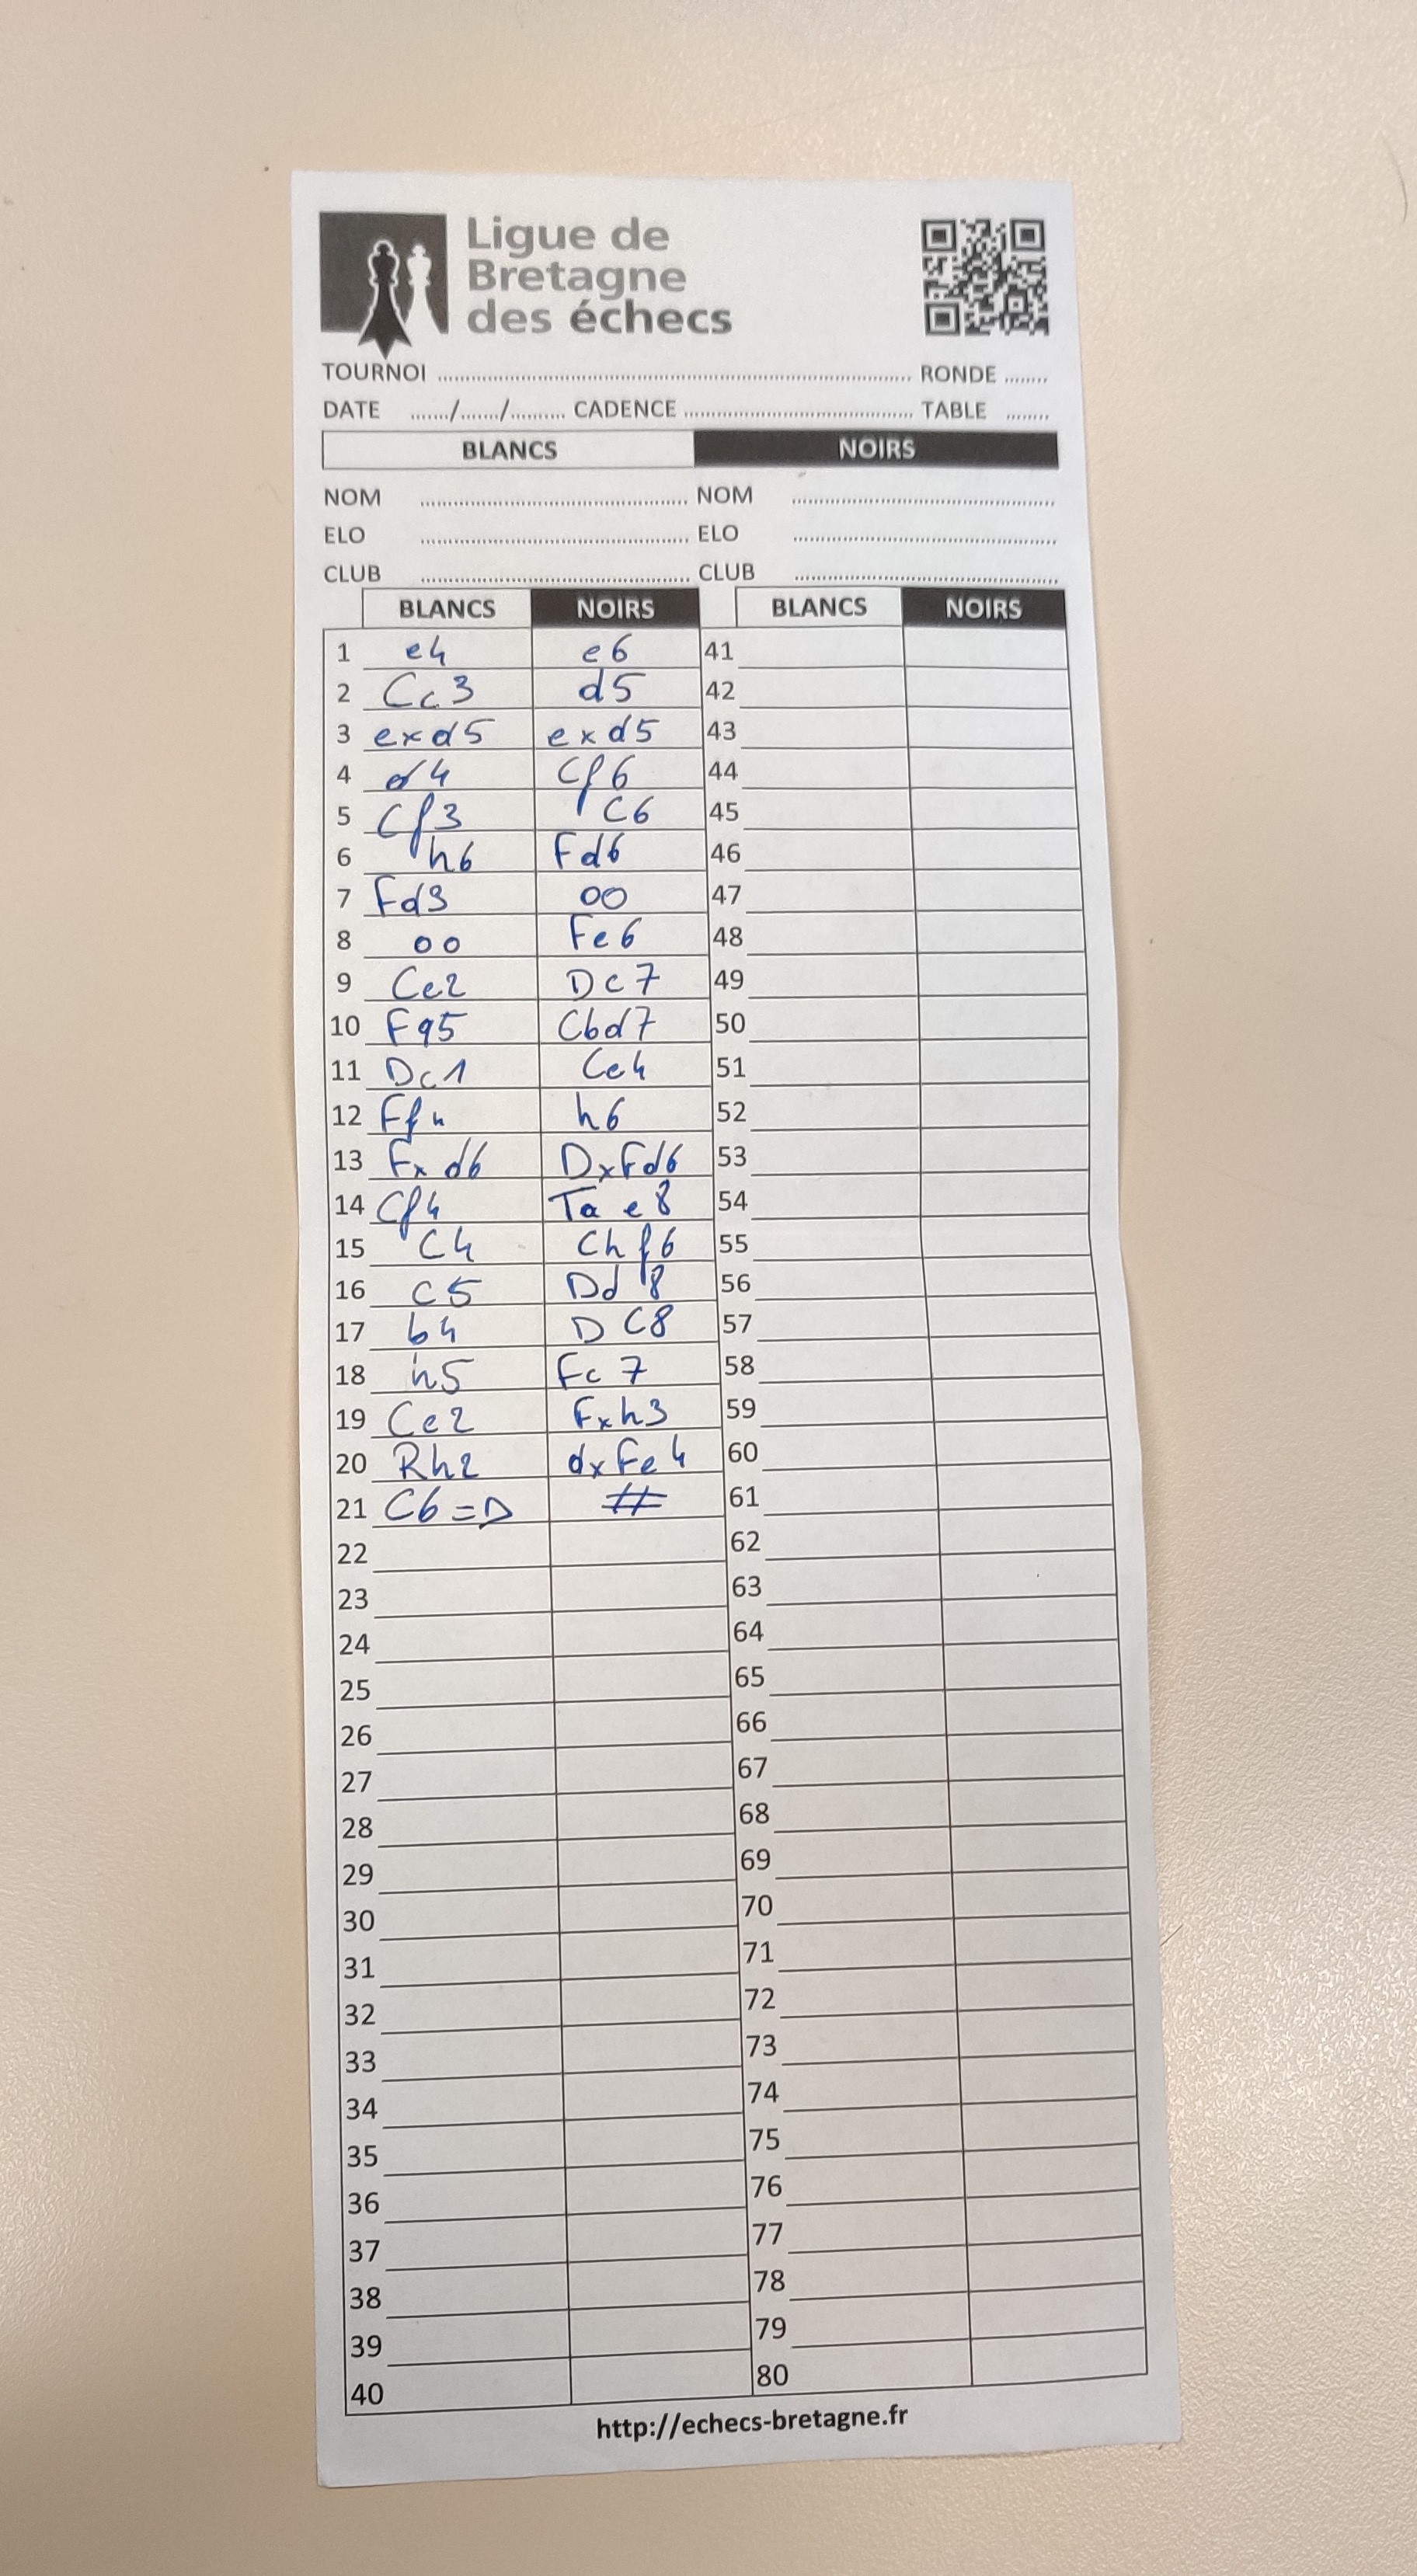 Ligue de
Bretagne
des échecs
TOURNOI ........ RONDE ........
DATE ....../....../.......... CADENCE ........ TABLE ........
BLANCS NOIRS
NOM ........ NOM ........
ELO ........ ELO ........
CLUB ........ CLUB ........
BLANCS NOIRS BLANCS NOIRS
1 e4 e6 41
2 Cc3 d5 42
3 exd5 exd5 43
4 d4 Cf6 44
5 Cf3 C6 45
6 h6 Fd6 46
7 Fd3 00 47
8 00 Fe6 48
9 Ce2 Dc7 49
10 Fg5 Cbd7 50
11 Dc1 Ce4 51
12 Ff4 h6 52
13 Fxd6 DxFd6 53
14 Cf4 Tae8 54
15 C4 Chf6 55
16 C5 Dd8 56
17 b4 DC8 57
18 h5 Fc7 58
19 Ce2 Fxh3 59
20 Rh2 dxFe4 60
21 C6=D # 61
22 62
23 63
24 64
25 65
26 66
27 67
28 68
29 69
30 70
31 71
32 72
33 73
34 74
35 75
36 76
37 77
38 78
39 79
40 80
http://echecs-bretagne.fr